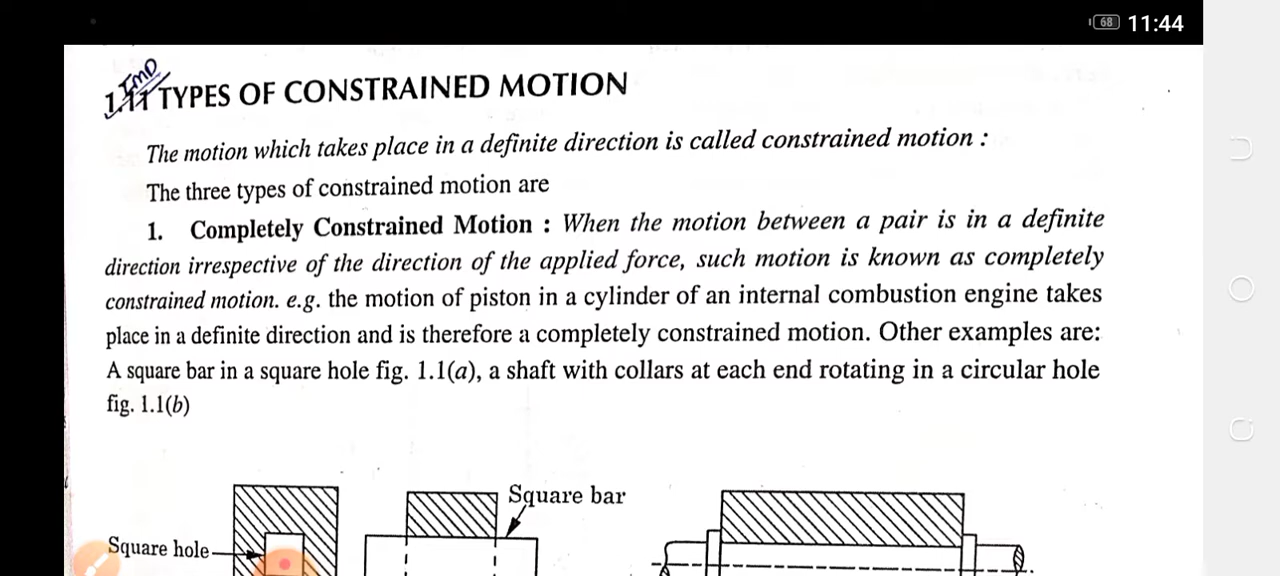 68 11:44
IMD
1.11 TYPES OF CONSTRAINED MOTION
The motion which takes place in a definite direction is called constrained motion :
The three types of constrained motion are
1. Completely Constrained Motion : When the motion between a pair is in a definite
direction irrespective of the direction of the applied force, such motion is known as completely
constrained motion. e.g. the motion of piston in a cylinder of an internal combustion engine takes
place in a definite direction and is therefore a completely constrained motion. Other examples are:
A square bar in a square hole fig. 1.1(a), a shaft with collars at each end rotating in a circular hole
fig. 1.1(b)
Square bar
Square hole